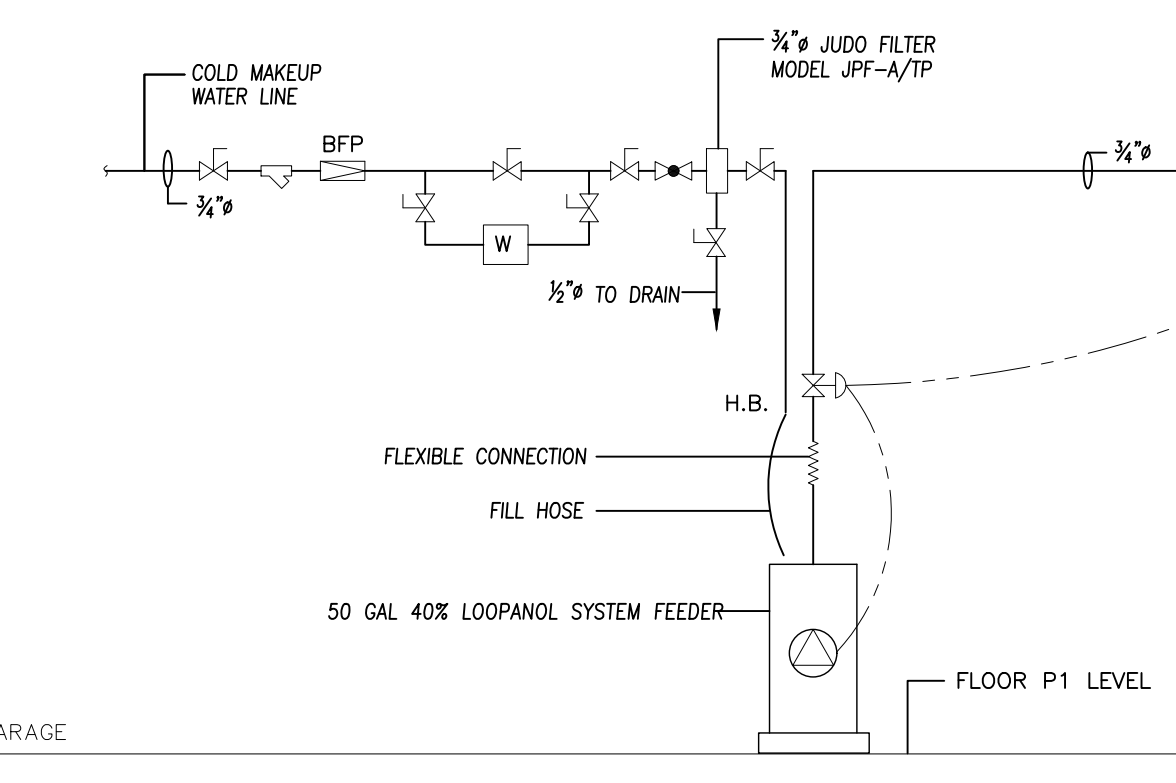 ¾"ø JUDO FILTER
MODEL JPF-A/TP
COLD MAKEUP
WATER LINE
BFP
¾"ø
¾"ø
W
½"ø TO DRAIN
H.B.
FLEXIBLE CONNECTION
FILL HOSE
50 GAL 40% LOOPANOL SYSTEM FEEDER
FLOOR P1 LEVEL
ARAGE